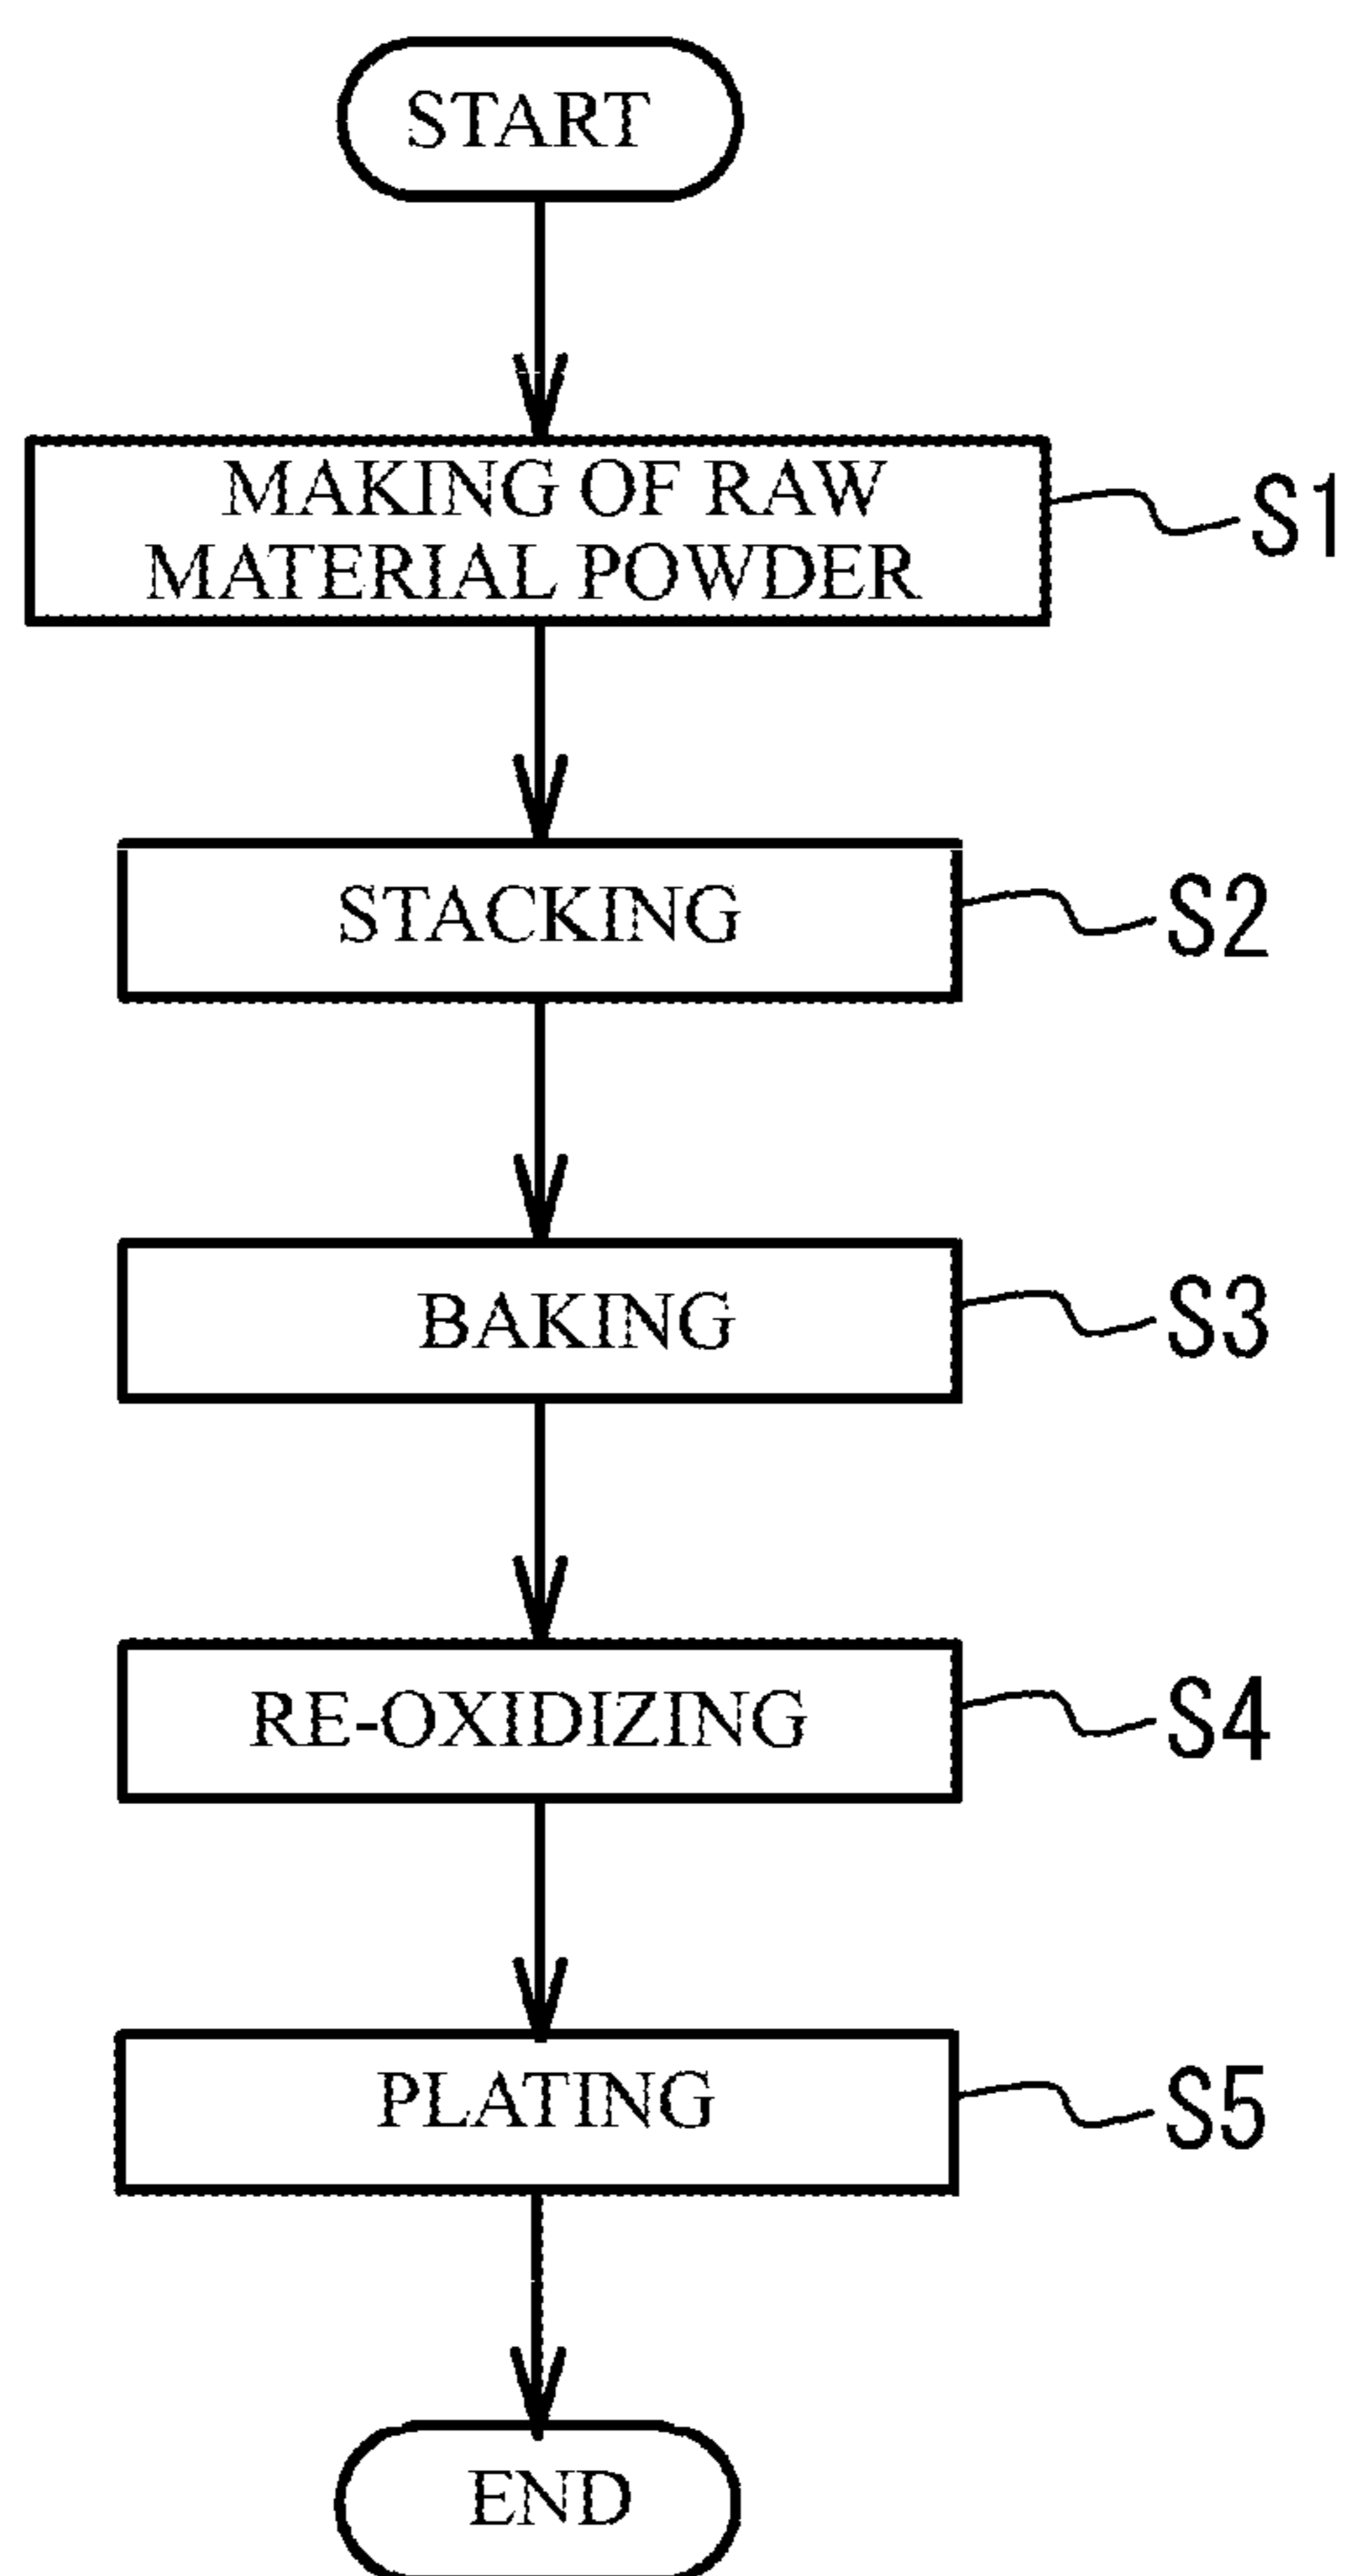 START
MAKING OF RAW
MATERIAL POWDER
S1
STACKING
S2
BAKING
S3
RE-OXIDIZING
S4
PLATING
S5
END